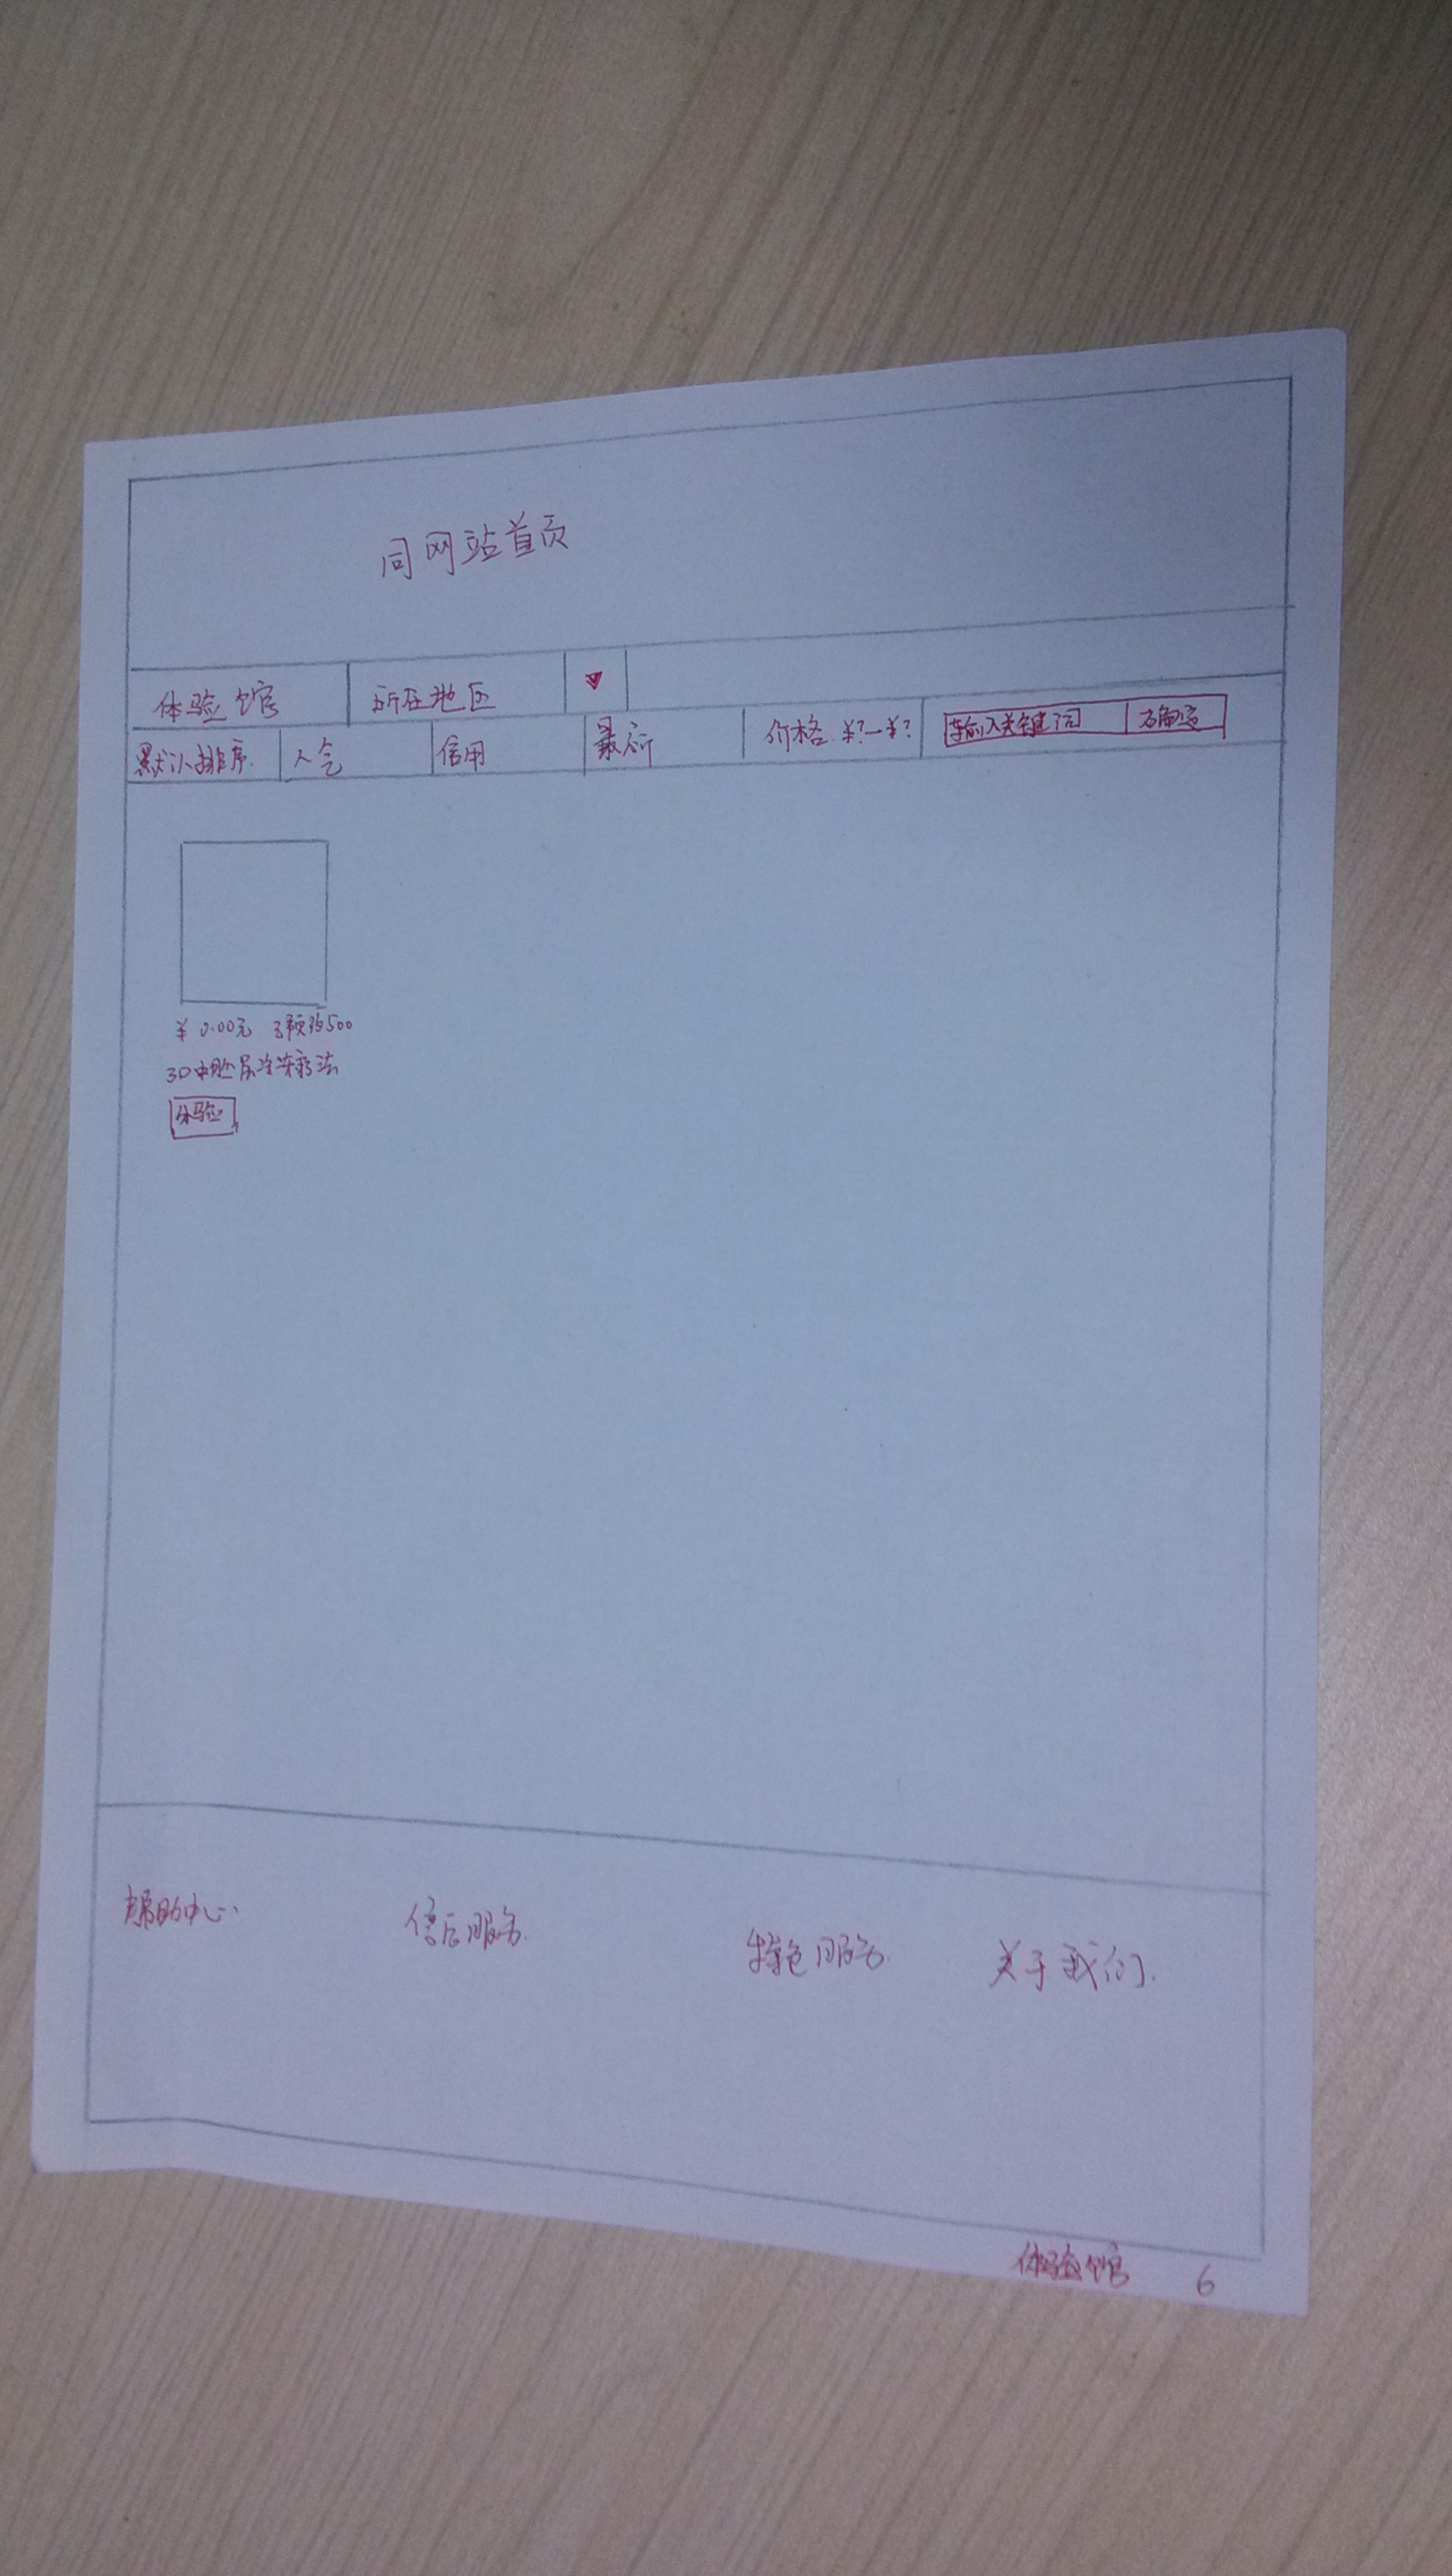 同网站首页
体验馆 所在地区
默认排序 人气 信用 最新 价格 ¥?—¥? 输入关键词 确定
¥ 0.00元 已预约500
3D中胚层冷冻疗法
体验
帮助中心
售后服务
特色服务
关于我们
体验馆 6